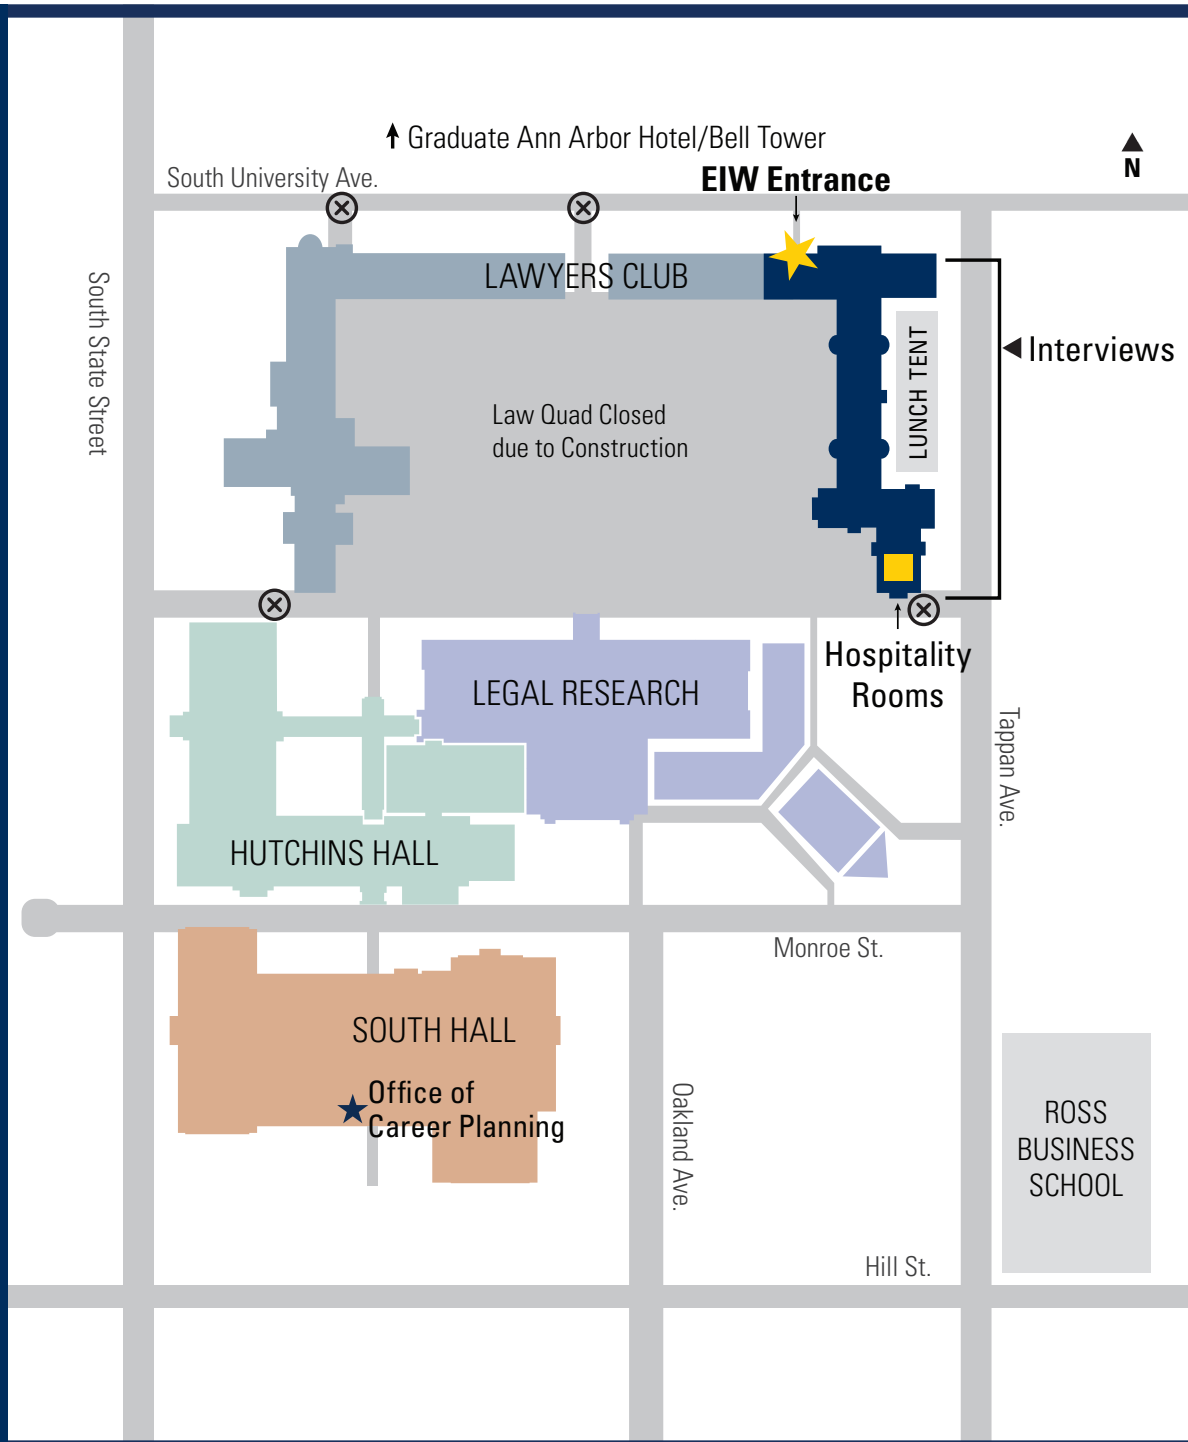 Graduate Ann Arbor Hotel/Bell Tower
N
South University Ave.
EIW Entrance
LAWYERS CLUB
South State Street
LUNCH TENT
Interviews
Law Quad Closed
due to Construction
Hospitality
Rooms
LEGAL RESEARCH
Tappan Ave.
HUTCHINS HALL
Monroe St.
SOUTH HALL
Office of
Career Planning
Oakland Ave.
ROSS
BUSINESS
SCHOOL
Hill St.